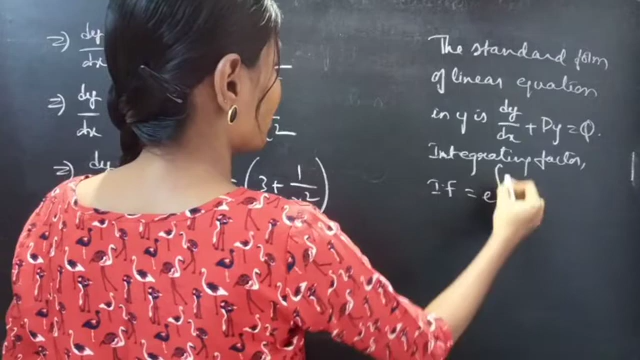 =) dy/dx
=) dy/dx
=) dy = (3 + 1/x2)
The standard form
of linear equation
in y is dy/dx + Py = Q.
Integrating factor,
I.f = e∫